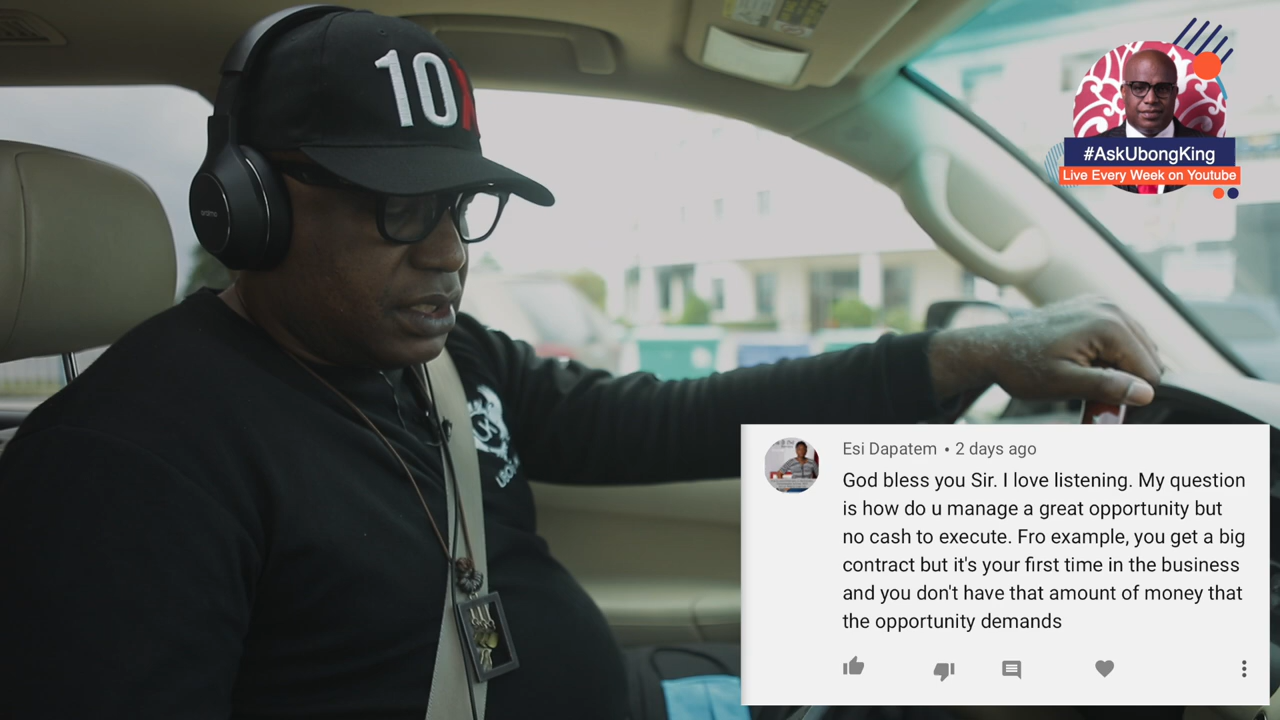 10X
#AskUbongKing
Live Every Week on Youtube
Esi Dapatem • 2 days ago
God bless you Sir. I love listening. My question
is how do u manage a great opportunity but
no cash to execute. Fro example, you get a big
contract but it's your first time in the business
and you don't have that amount of money that
the opportunity demands